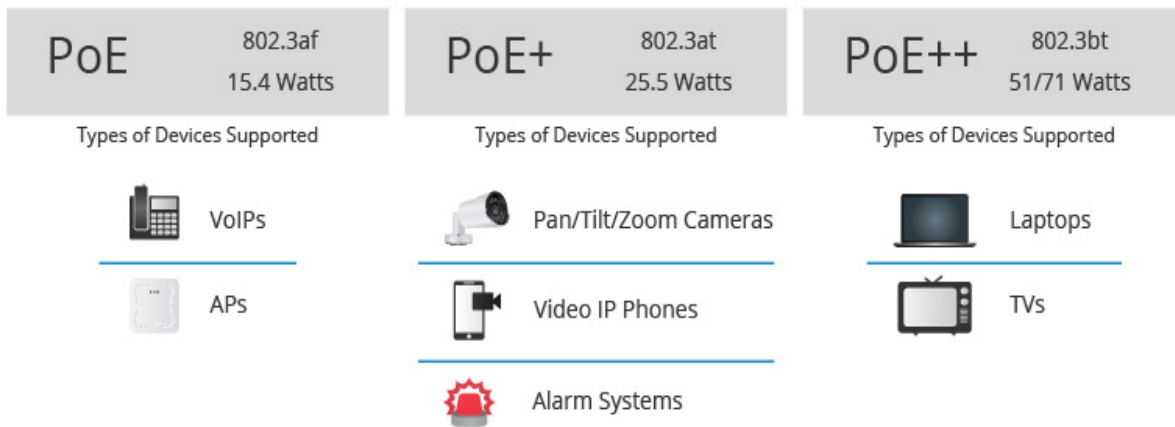 PoE
802.3af
15.4 Watts
Types of Devices Supported
VoIPs
APs
PoE+
802.3at
25.5 Watts
Types of Devices Supported
Pan/Tilt/Zoom Cameras
Video IP Phones
Alarm Systems
PoE++
802.3bt
51/71 Watts
Types of Devices Supported
Laptops
TVs